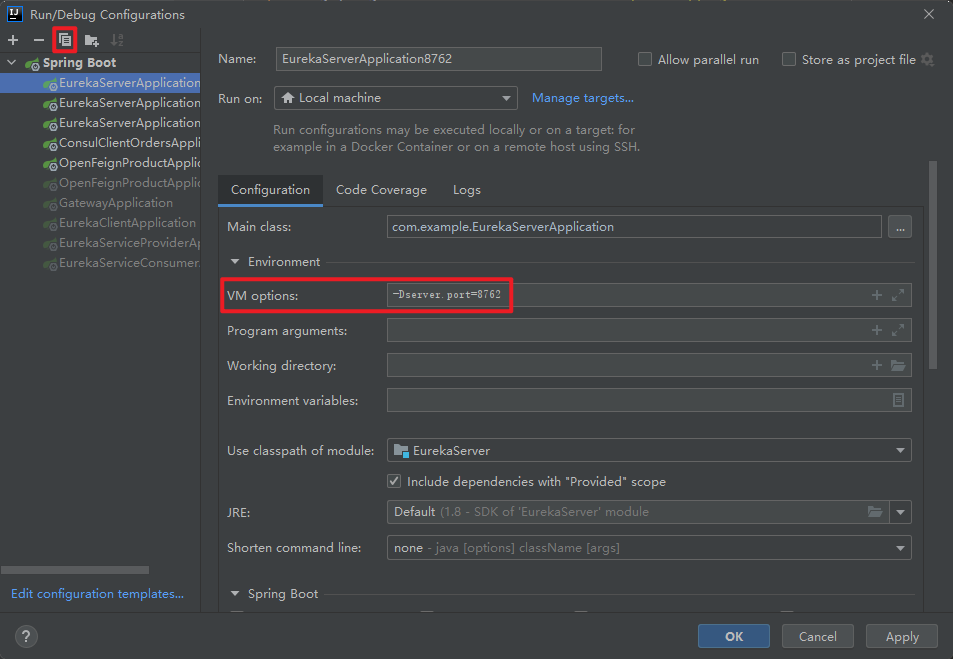 Run/Debug Configurations
Spring Boot
EurekaServerApplication
EurekaServerApplication
EurekaServerApplication
ConsulClientOrdersAppli
OpenFeignProductApplic
OpenFeignProductApplic
GatewayApplication
EurekaClientApplication
EurekaServiceProviderAp
EurekaServiceConsumer.
Edit configuration templates...
Name: EurekaServerApplication8762 Allow parallel run Store as project file
Run on: Local machine Manage targets...
Run configurations may be executed locally or on a target: for
example in a Docker Container or on a remote host using SSH.
Configuration Code Coverage Logs
Main class: com.example.EurekaServerApplication ...
Environment
VM options: -Dserver.port=8762
Program arguments:
Working directory:
Environment variables:
Use classpath of module: EurekaServer
Include dependencies with "Provided" scope
JRE: Default (1.8 - SDK of 'EurekaServer' module
Shorten command line: none - java [options] className [args]
Spring Boot
? OK Cancel Apply